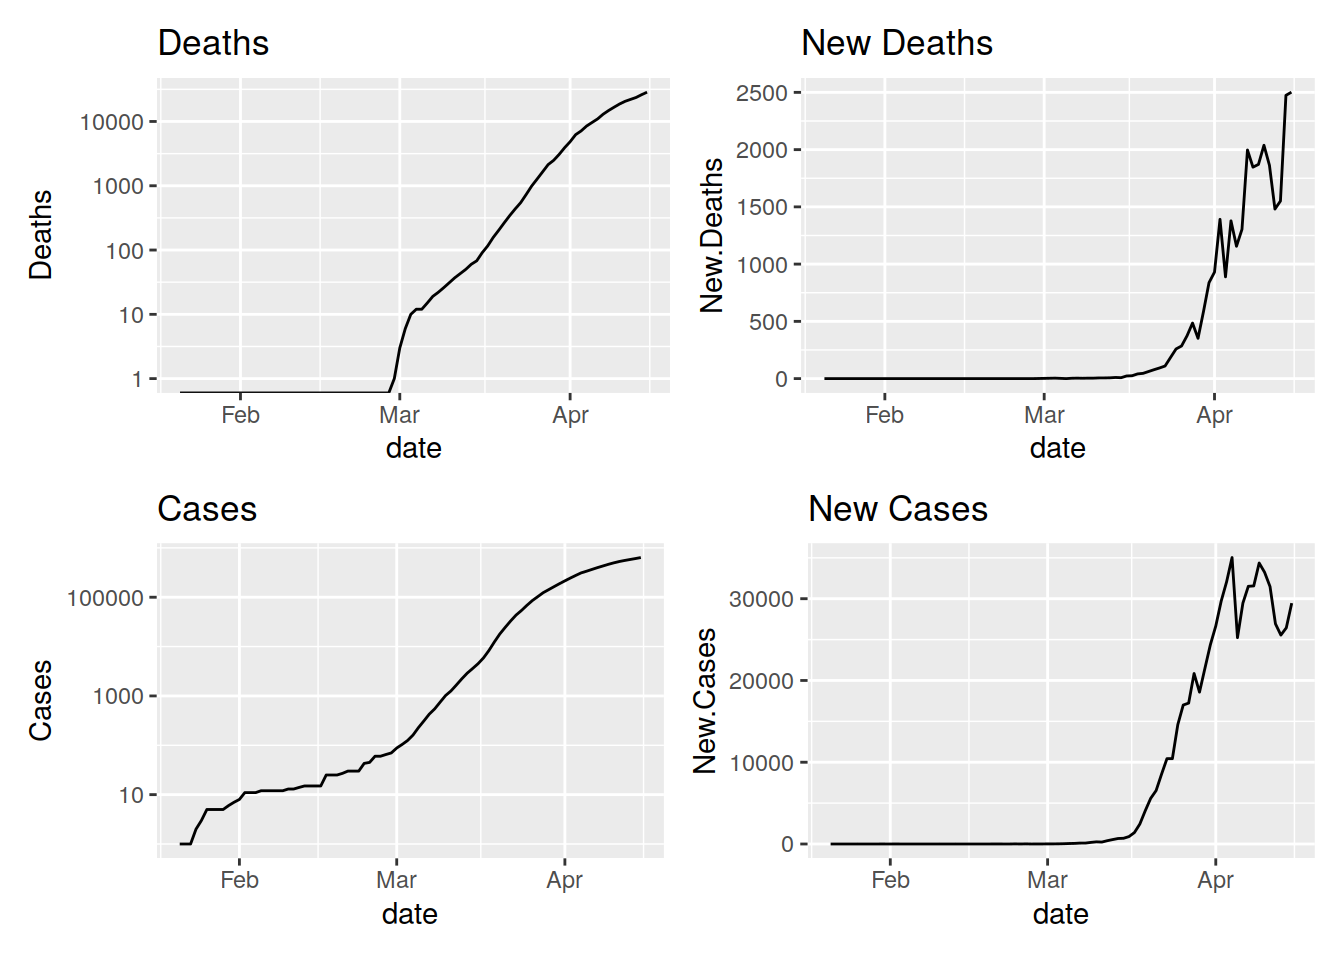 Deaths
10000
1000
100
10
1
Deaths
Feb Mar Apr
date
New Deaths
2500
2000
1500
1000
500
0
New.Deaths
Feb Mar Apr
date
Cases
100000
1000
10
Cases
Feb Mar Apr
date
New Cases
30000
20000
10000
0
New.Cases
Feb Mar Apr
date